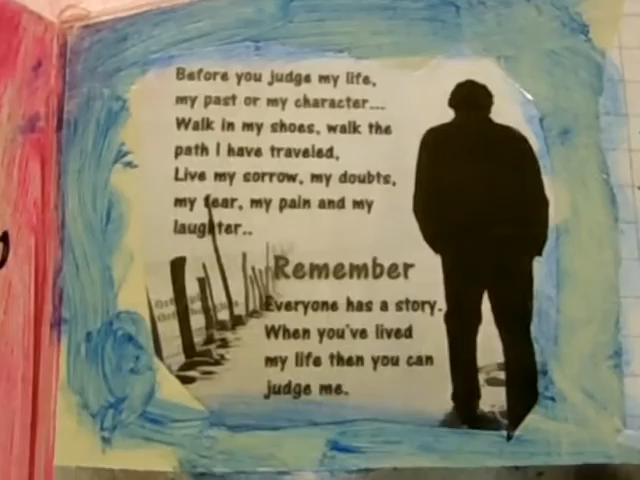 Before you judge my life,
my past or my character....
Walk in my shoes, walk the
path I have traveled,
Live my sorrow, my doubts,
my fear, my pain and my
laughter..
Remember
Everyone has a story.
When you've lived
my life then you can
judge me.